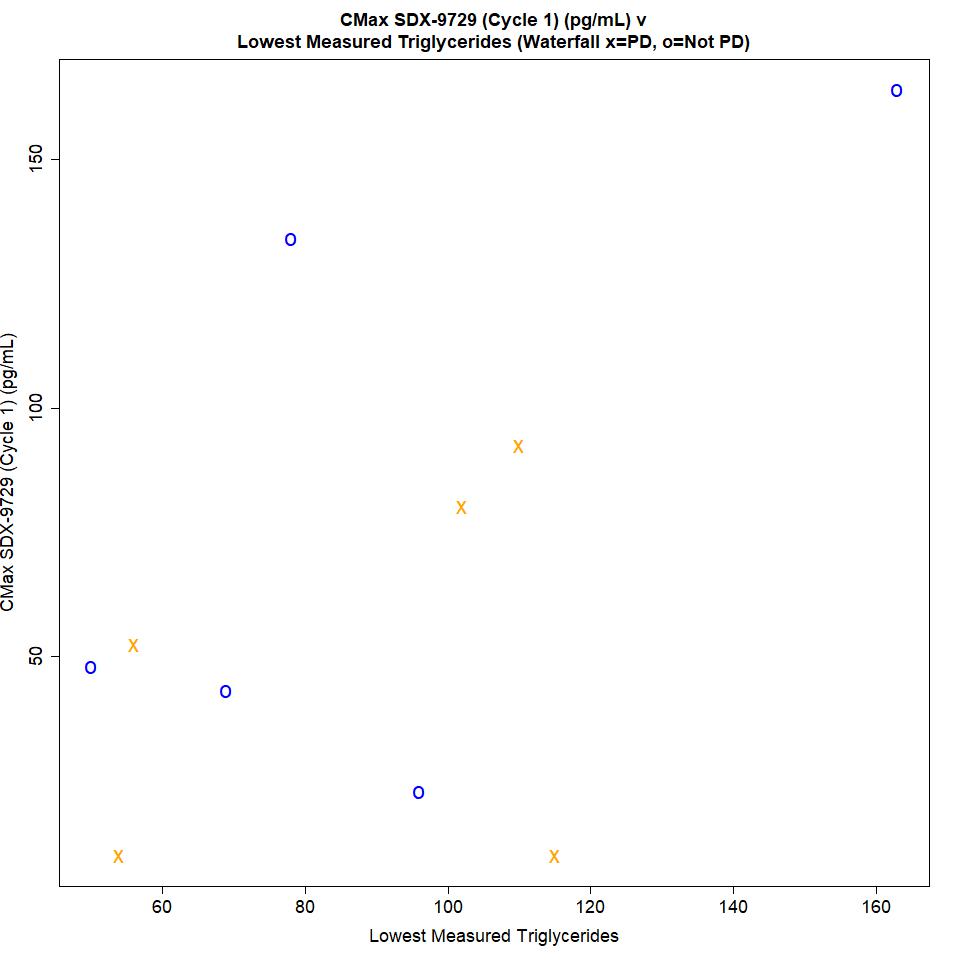 CMax SDX-9729 (Cycle 1) (pg/mL) v
Lowest Measured Triglycerides (Waterfall x=PD, o=Not PD)
CMax SDX-9729 (Cycle 1) (pg/mL)
150
100
50
o
o
x
x
x
o
o
o
x
x
60 80 100 120 140 160
Lowest Measured Triglycerides